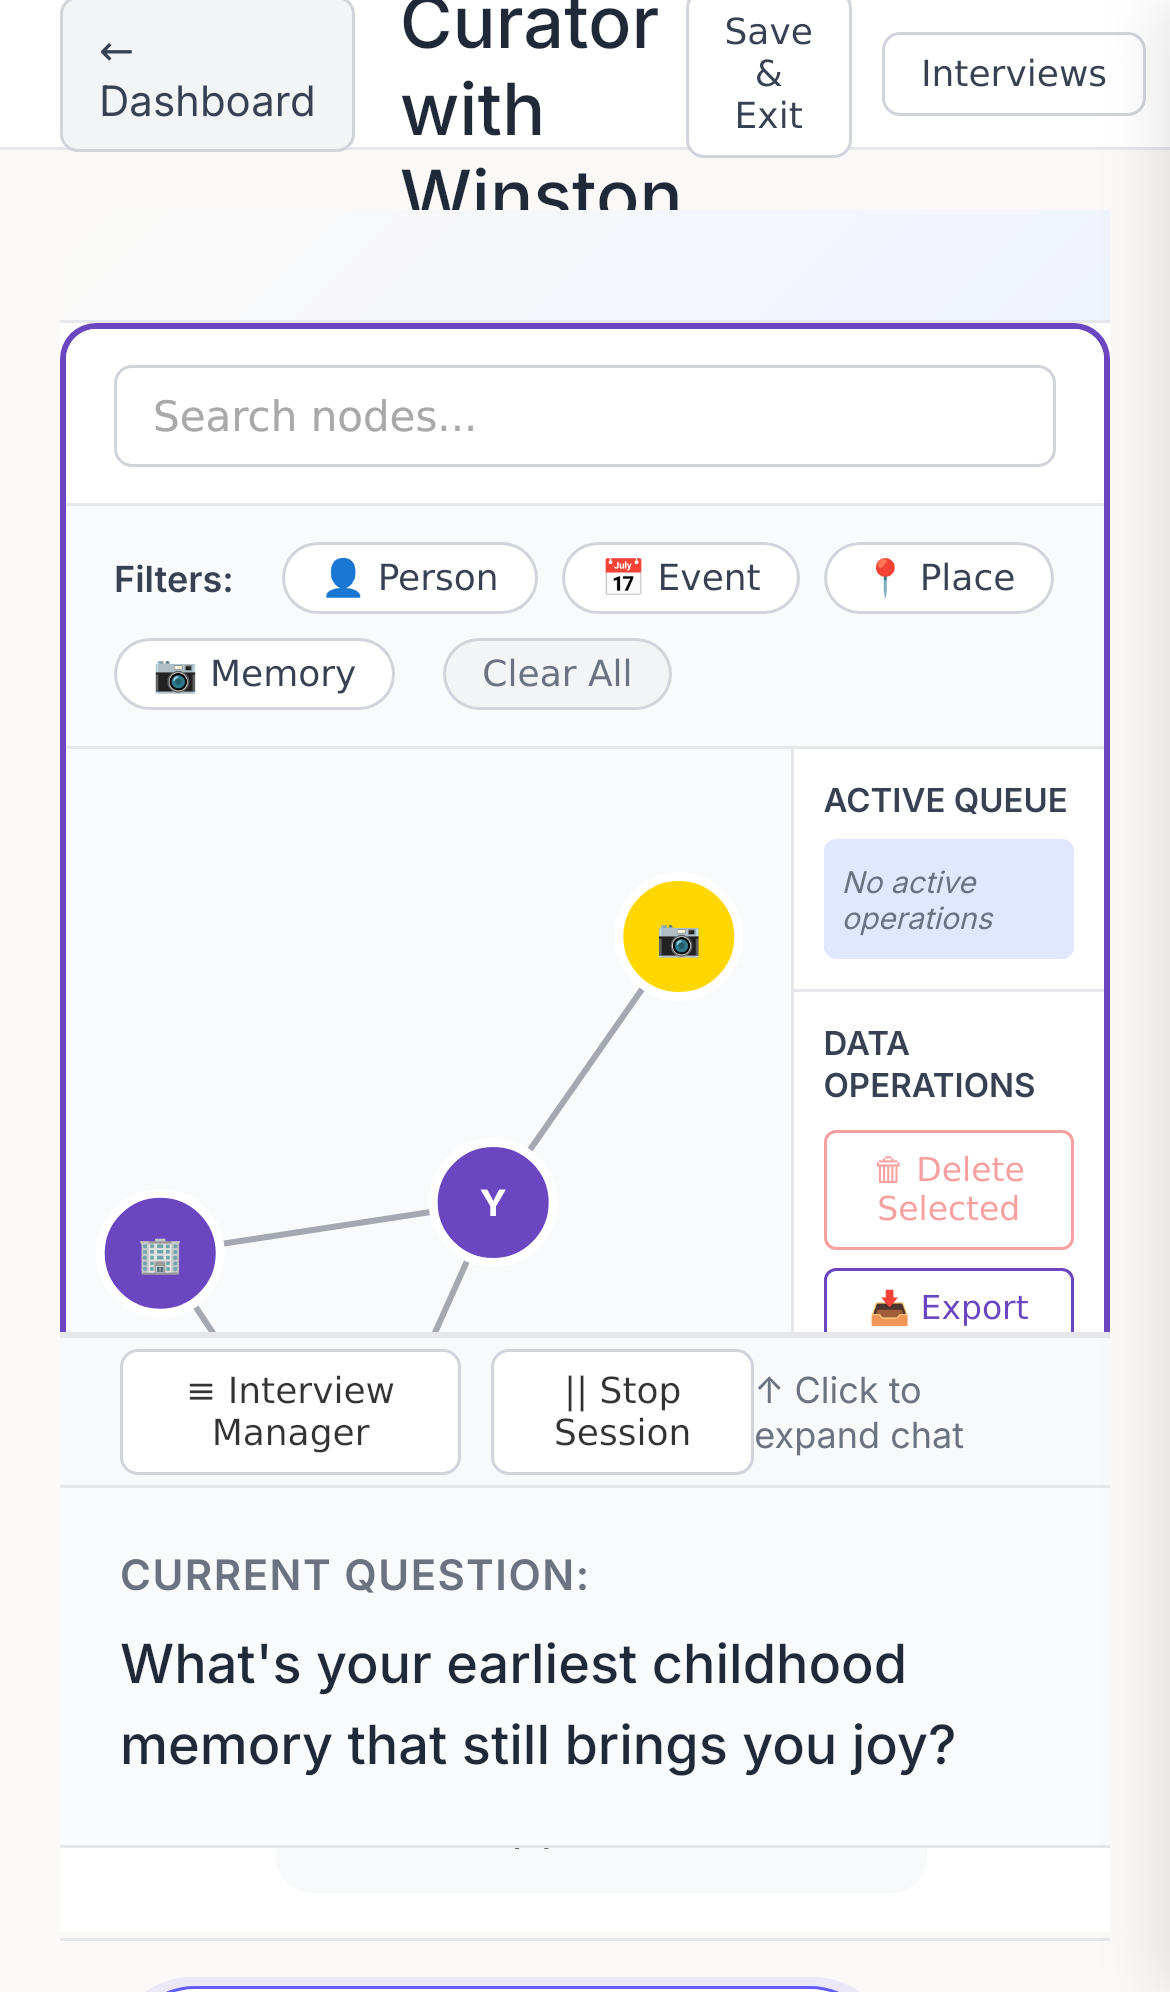 ←
Dashboard
Curator
with
Winston
Save
&
Exit
Interviews
Search nodes...
Filters:
Person
Event
Place
Memory
Clear All
ACTIVE QUEUE
No active
operations
DATA
OPERATIONS
Delete
Selected
Export
Y
≡ Interview
Manager
|| Stop
Session
↑ Click to
expand chat
CURRENT QUESTION:
What's your earliest childhood
memory that still brings you joy?